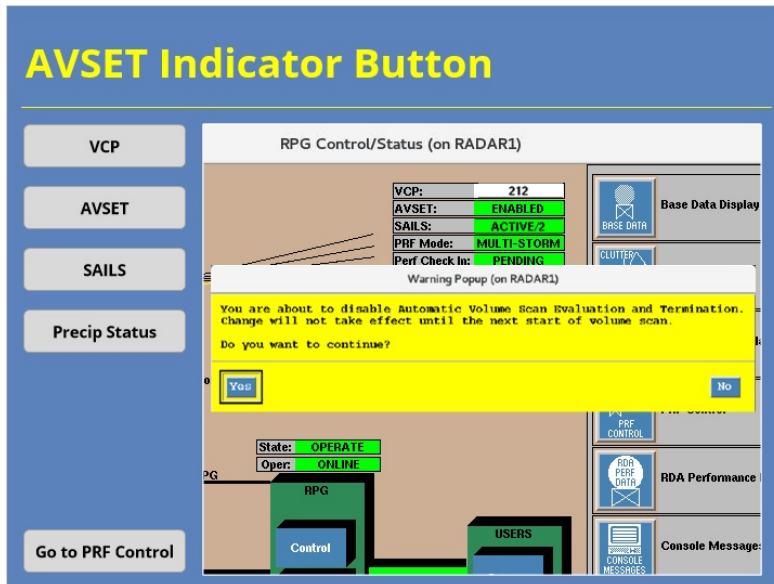 AVSET Indicator Button
VCP
AVSET
SAILS
Precip Status
Go to PRF Control
RPG Control/Status (on RADAR1)
VCP: 212
AVSET: ENABLED
SAILS: ACTIVE/2
PRF Mode: MULTI-STORM
Perf Check In: PENDING
BASE DATA
Base Data Display
CLUTTER
Warning Popup (on RADAR1)
You are about to disable Automatic Volume Scan Evaluation and Termination.
Change will not take effect until the next start of volume scan.
Do you want to continue?
Yes
No
PRF
CONTROL
State: OPERATE
Oper: ONLINE
PG
RPG
Control
USERS
RDA
PERF
DATA
RDA Performance
CONSOLE
MESSAGES
Console Messages